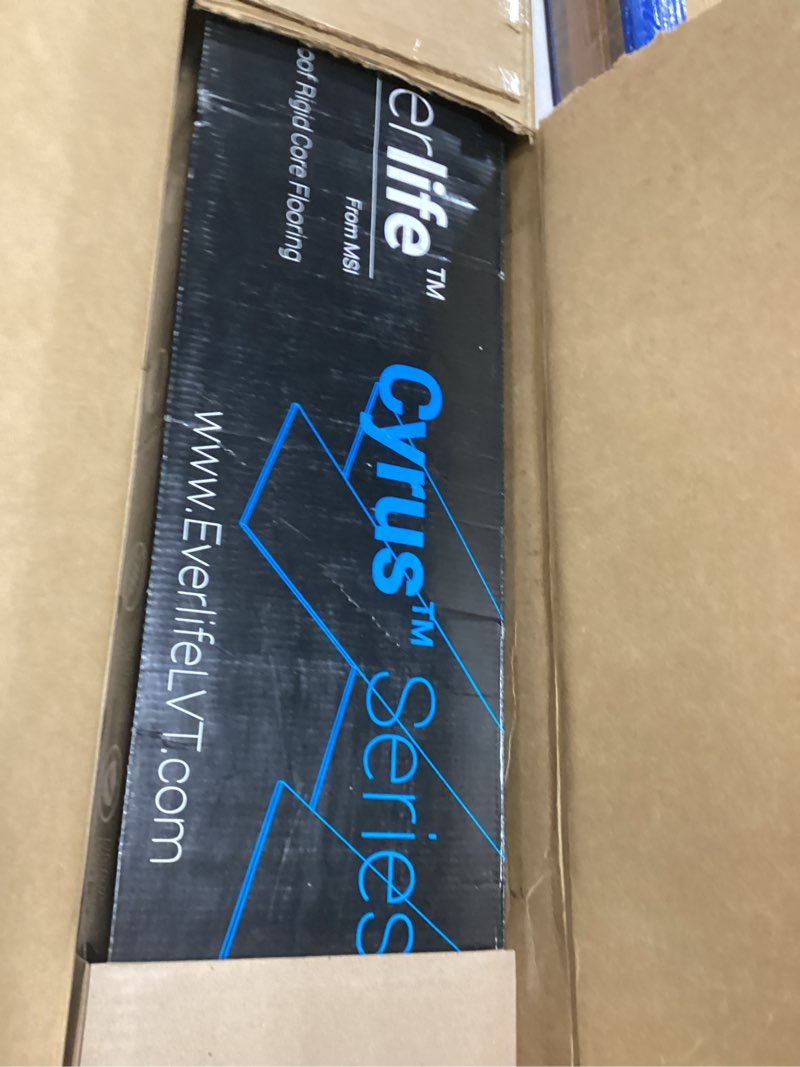 erlife™
From MSI
oof Rigid Core Flooring
Cyrus™ Series
www.EverlifeLVT.com